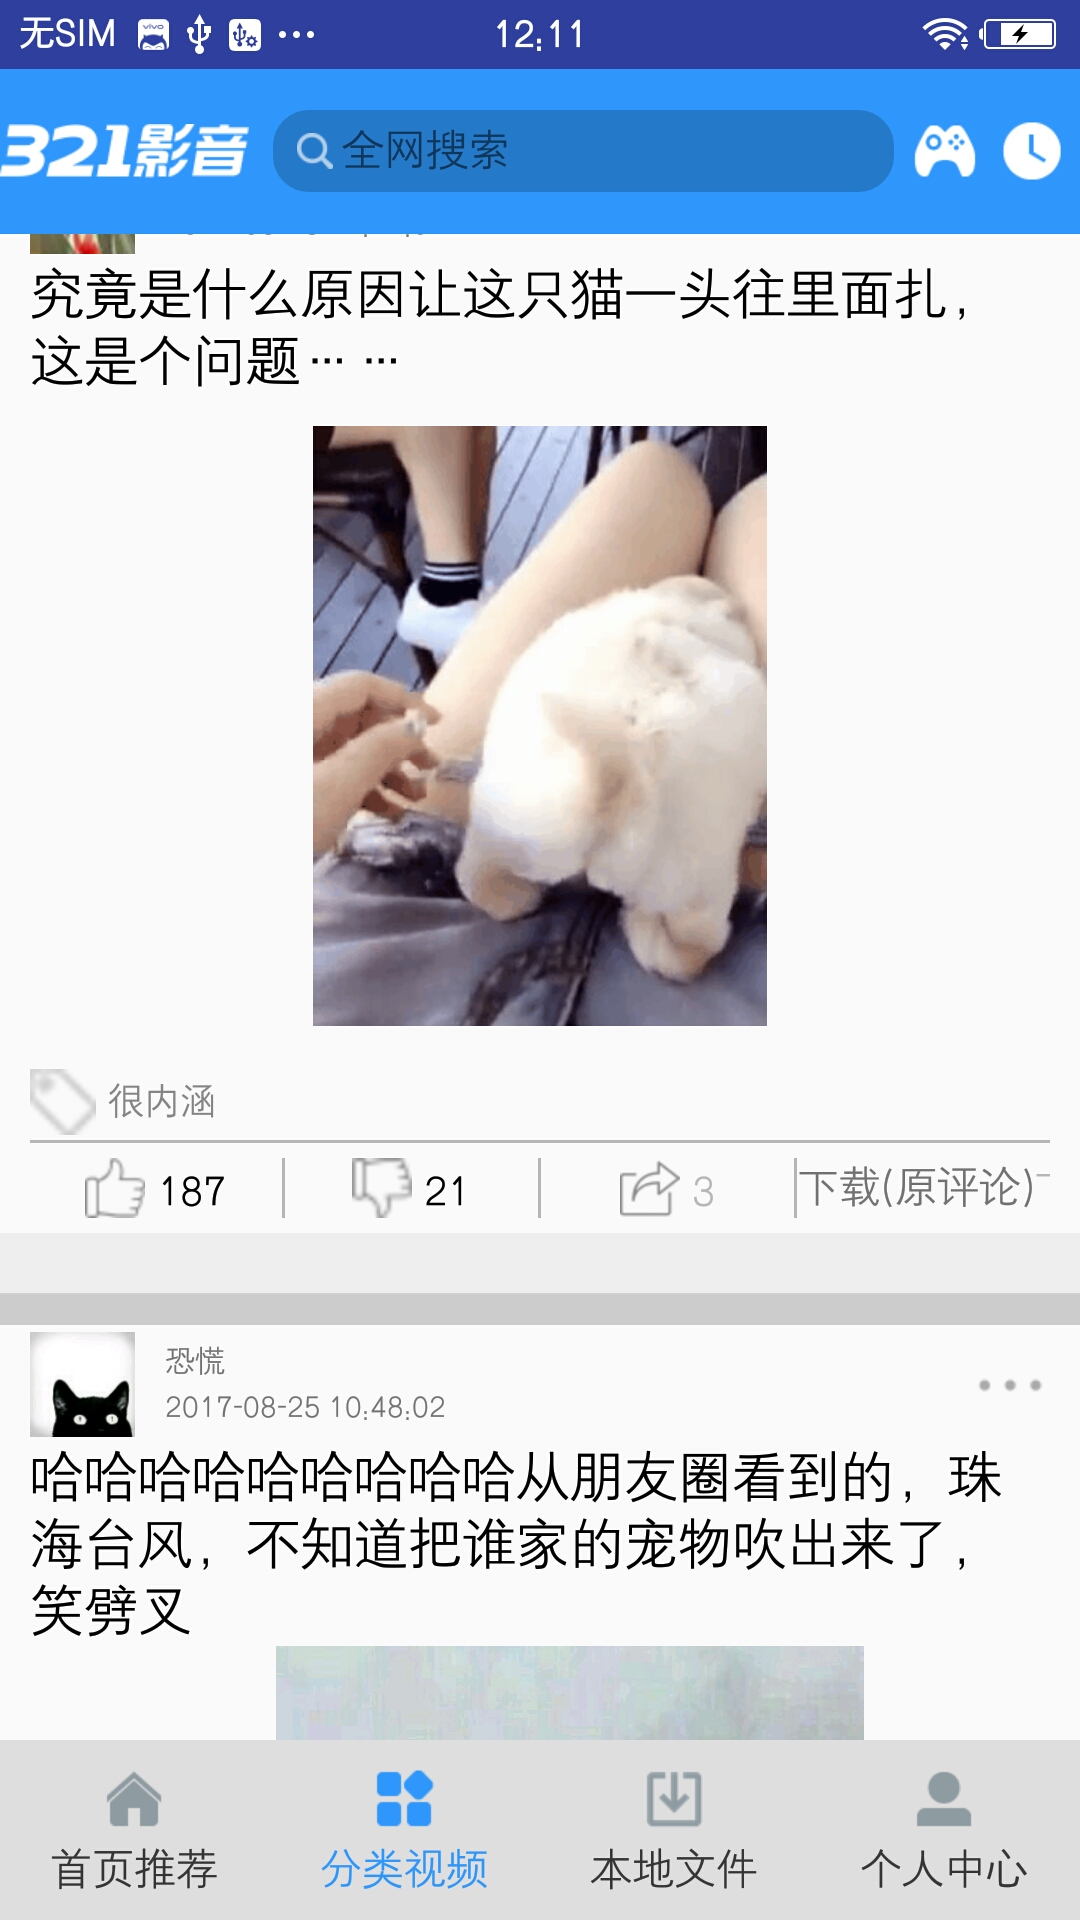 无SIM
12:11
321影音
全网搜索
究竟是什么原因让这只猫一头往里面扎，
这是个问题… …
很内涵
187
21
3
下载(原评论)
恐慌
2017-08-25 10:48:02
哈哈哈哈哈哈哈哈哈从朋友圈看到的，珠
海台风，不知道把谁家的宠物吹出来了，
笑劈叉
首页推荐
分类视频
本地文件
个人中心